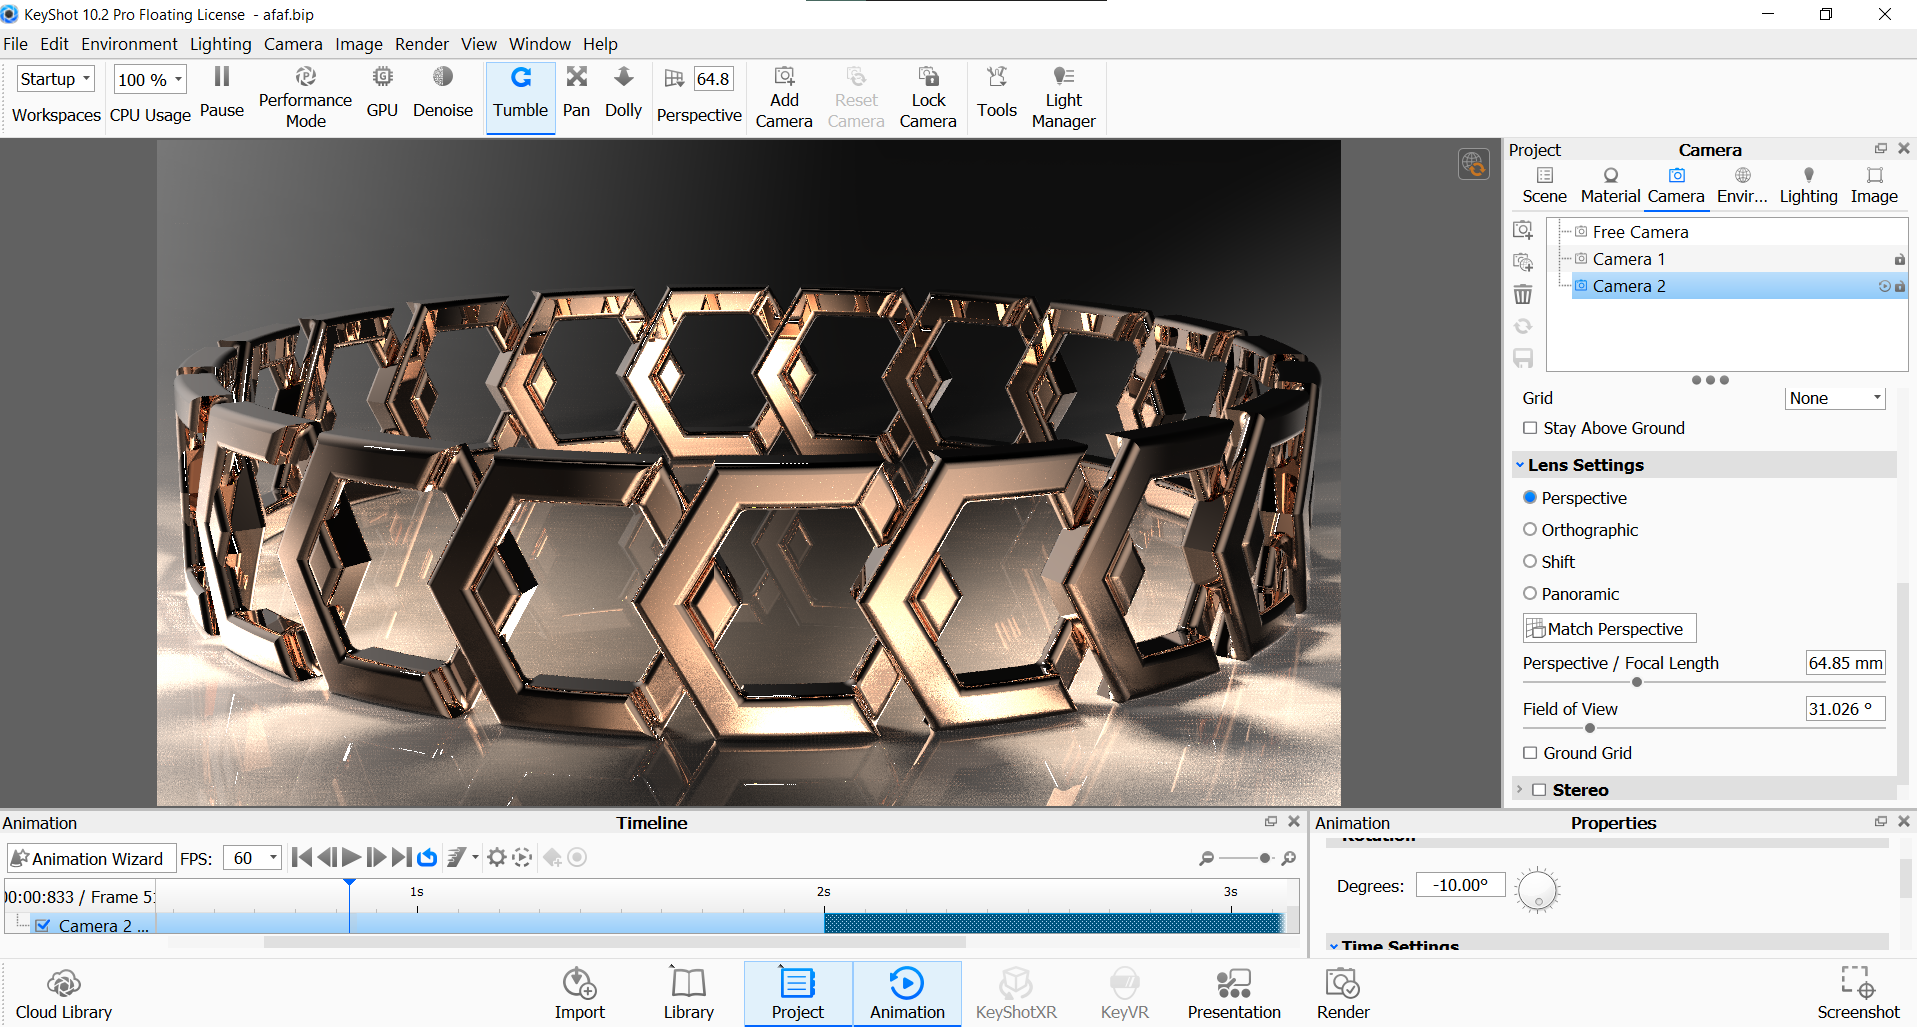 KeyShot 10.2 Pro Floating License - afaf.bip
File Edit Environment Lighting Camera Image Render View Window Help
Startup 100 % 64.8
Workspaces CPU Usage Pause Performance Mode GPU Denoise Tumble Pan Dolly Perspective Add Camera Reset Camera Lock Camera Tools Light Manager
Project Camera
Scene Material Camera Envir... Lighting Image
Free Camera
Camera 1
Camera 2
Grid None
Stay Above Ground
Lens Settings
Perspective
Orthographic
Shift
Panoramic
Match Perspective
Perspective / Focal Length 64.85 mm
Field of View 31.026 °
Ground Grid
Stereo
Animation Timeline
Animation Wizard FPS: 60
00:00:833 / Frame 51
1s 2s 3s
Camera 2 ...
Animation Properties
Rotation
Degrees: -10.00°
Time Settings
Cloud Library Import Library Project Animation KeyShotXR KeyVR Presentation Render Screenshot